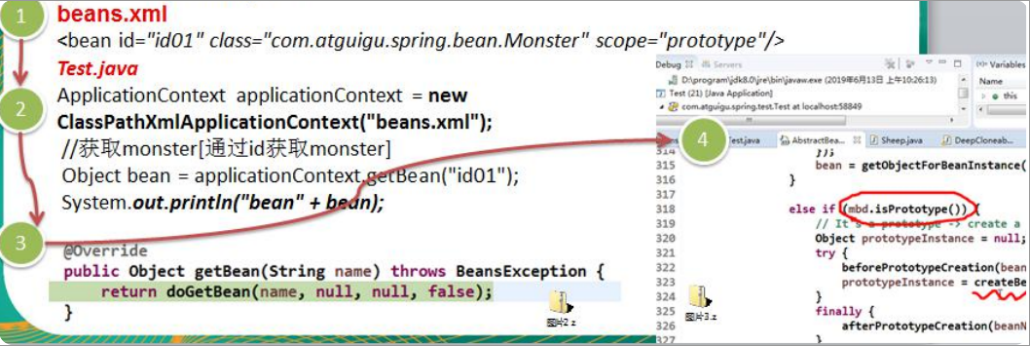 1
beans.xml
<bean id="id01" class="com.atguigu.spring.bean.Monster" scope="prototype"/>
Test.java
2
ApplicationContext applicationContext = new
ClassPathXmlApplicationContext("beans.xml");
//获取monster[通过id获取monster]
Object bean = applicationContext.getBean("id01");
System.out.println("bean" + bean);
3
@Override
public Object getBean(String name) throws BeansException {
return doGetBean(name, null, null, false);
}
图片2.z
Debug Servers
Variables
D:\program\jdk8.0\jre\bin\javaw.exe (2019年6月13日 上午10:26:13)
Name
Test (21) [Java Application]
this
com.atguigu.spring.test.Test at localhost:58849
4
Test.java AbstractBea... Sheep.java DeepCloneab...
314 });
315 bean = getObjectForBeanInstance(
316 }
317
318 else if (mbd.isPrototype()) {
319 // It's a prototype -> create a
320 Object prototypeInstance = null;
321 try {
322 beforePrototypeCreation(bean
323 prototypeInstance = createBe
324 }
325 finally {
326 afterPrototypeCreation(beanN
327 }
图片3.z